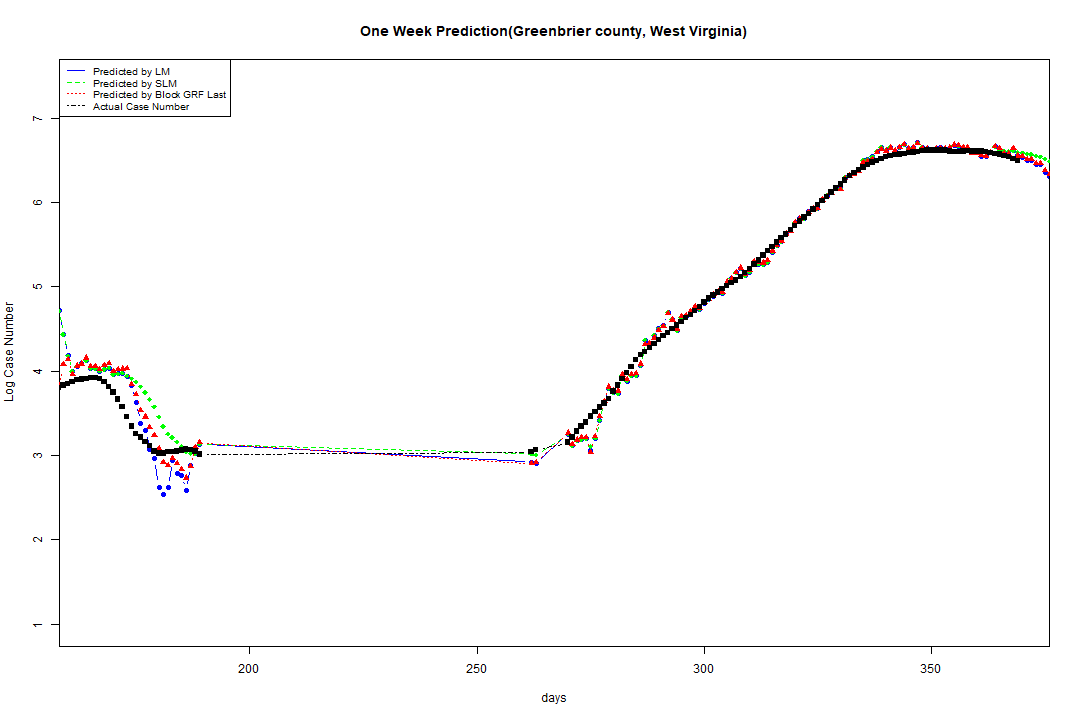 One Week Prediction(Greenbrier county, West Virginia)
Predicted by LM
Predicted by SLM
Predicted by Block GRF Last
Actual Case Number
7
6
5
4
3
2
1
Log Case Number
200 250 300 350
days